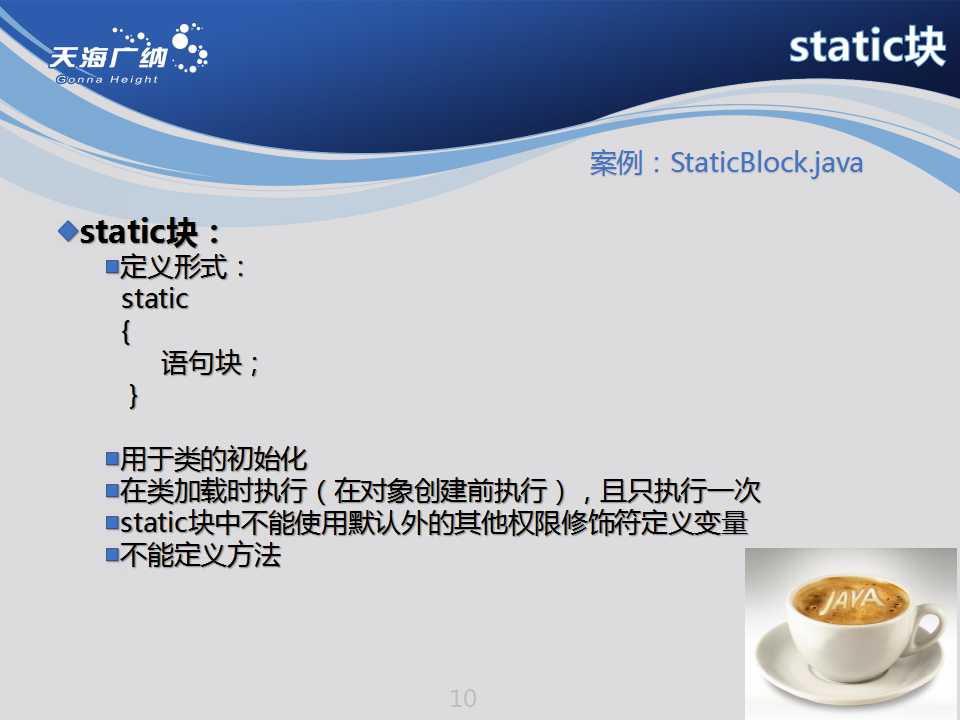 天海广纳
Gonna Height
static块
案例：StaticBlock.java
static块：
定义形式：
static
{
语句块；
}
用于类的初始化
在类加载时执行（在对象创建前执行），且只执行一次
static块中不能使用默认外的其他权限修饰符定义变量
不能定义方法
JAVA
10